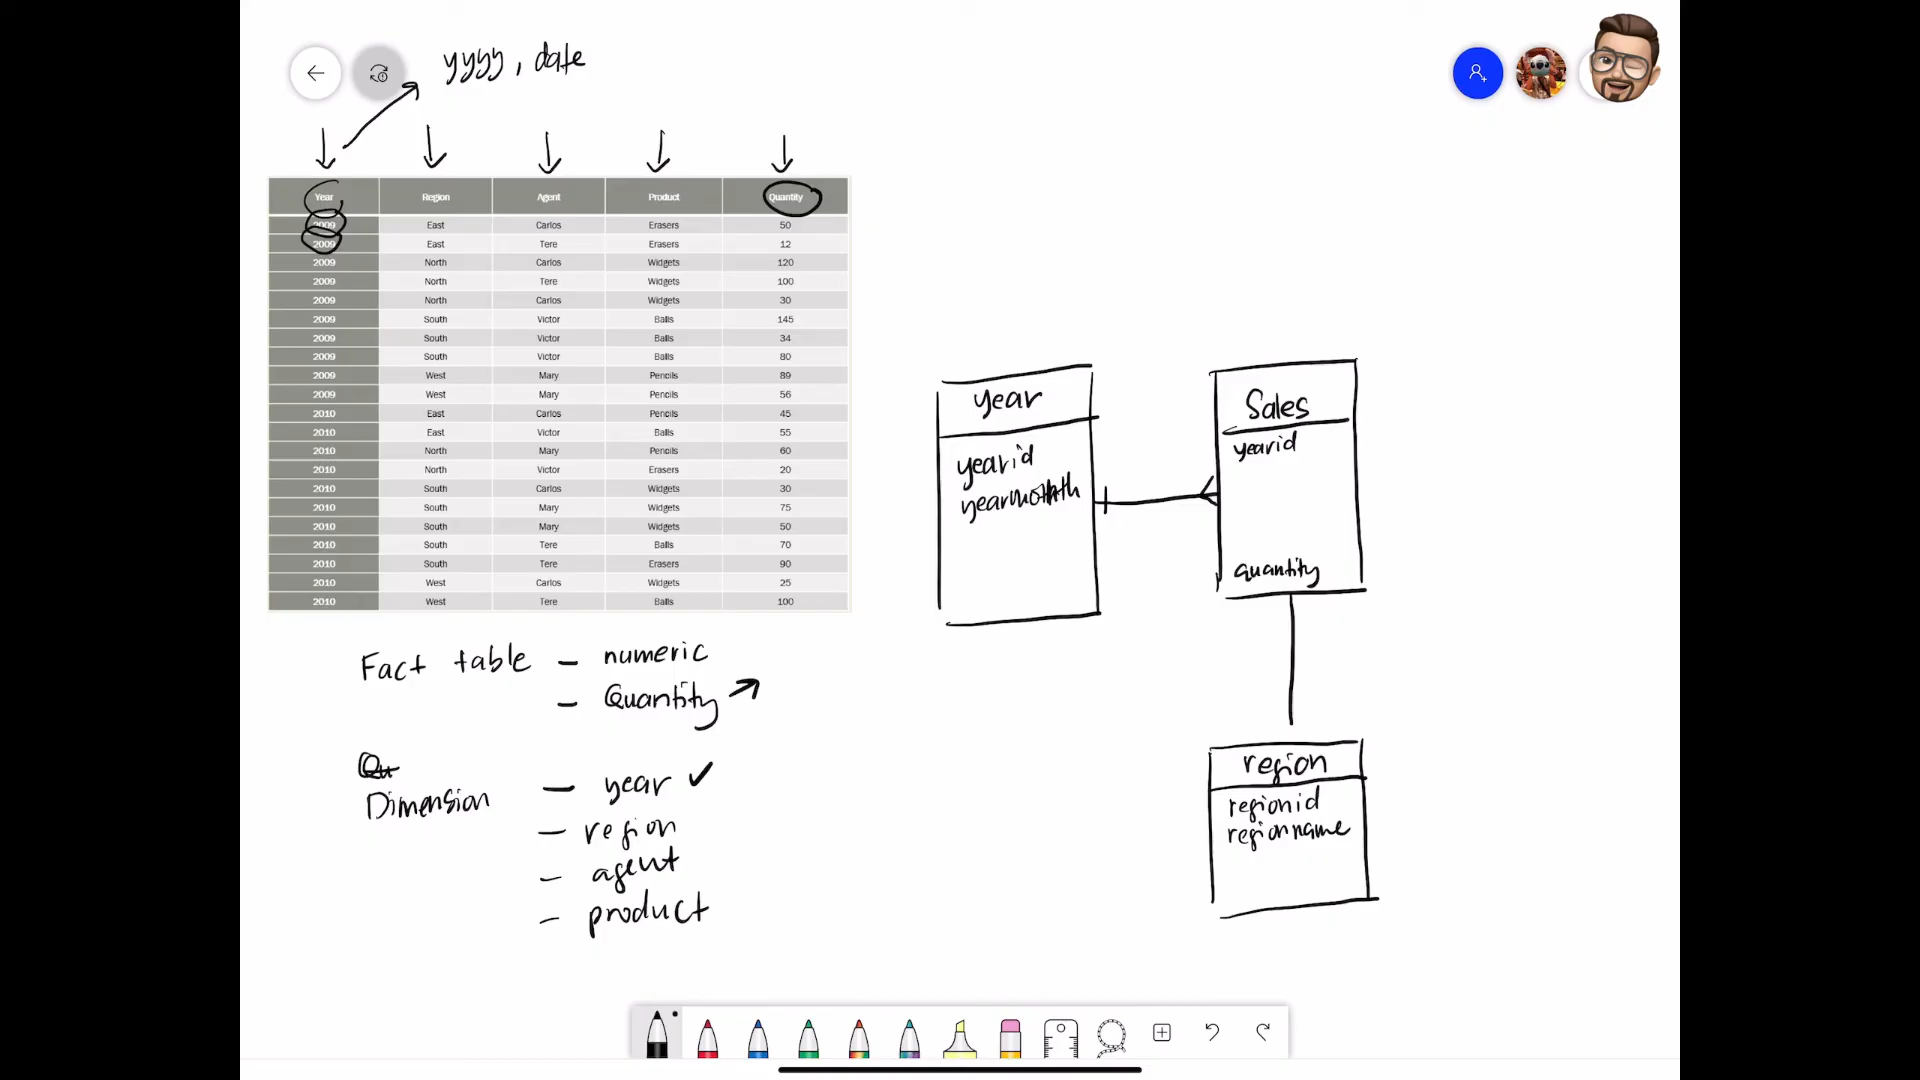 yyyy, date
Year Region Agent Product Quantity
2009 East Carlos Erasers 50
2009 East Tere Erasers 12
2009 North Carlos Widgets 120
2009 North Tere Widgets 100
2009 North Carlos Widgets 30
2009 South Victor Balls 145
2009 South Victor Balls 34
2009 South Victor Balls 80
2009 West Mary Pencils 89
2009 West Mary Pencils 56
2010 East Carlos Pencils 45
2010 East Victor Balls 55
2010 North Mary Pencils 60
2010 North Victor Erasers 20
2010 South Carlos Widgets 30
2010 South Mary Widgets 75
2010 South Mary Widgets 50
2010 South Tere Balls 70
2010 South Tere Erasers 90
2010 West Carlos Widgets 25
2010 West Tere Balls 100
Fact table - numeric
- Quantity
Dimension - year ✓
- region
- agent
- product
year
yearid
Sales
yearid
quantity
region
regionid
regionname